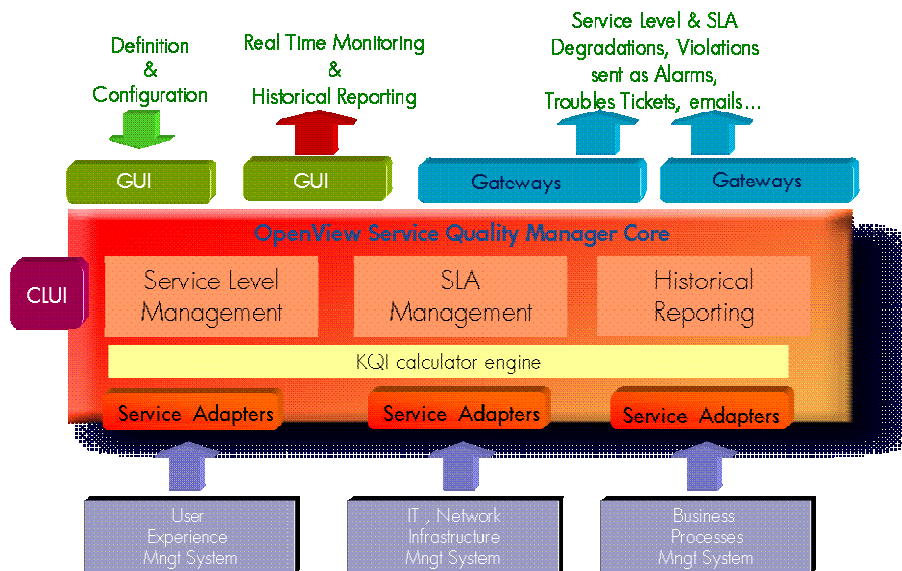 Definition
&
Configuration
Real Time Monitoring
&
Historical Reporting
Service Level & SLA
Degradations, Violations
sent as Alarms,
Troubles Tickets, emails...
GUI
GUI
Gateways
Gateways
OpenView Service Quality Manager Core
CLUI
Service Level
Management
SLA
Management
Historical
Reporting
KQI calculator engine
Service Adapters
Service Adapters
Service Adapters
User
Experience
Mngt System
IT , Network
Infrastructure
Mngt System
Business
Processes
Mngt System